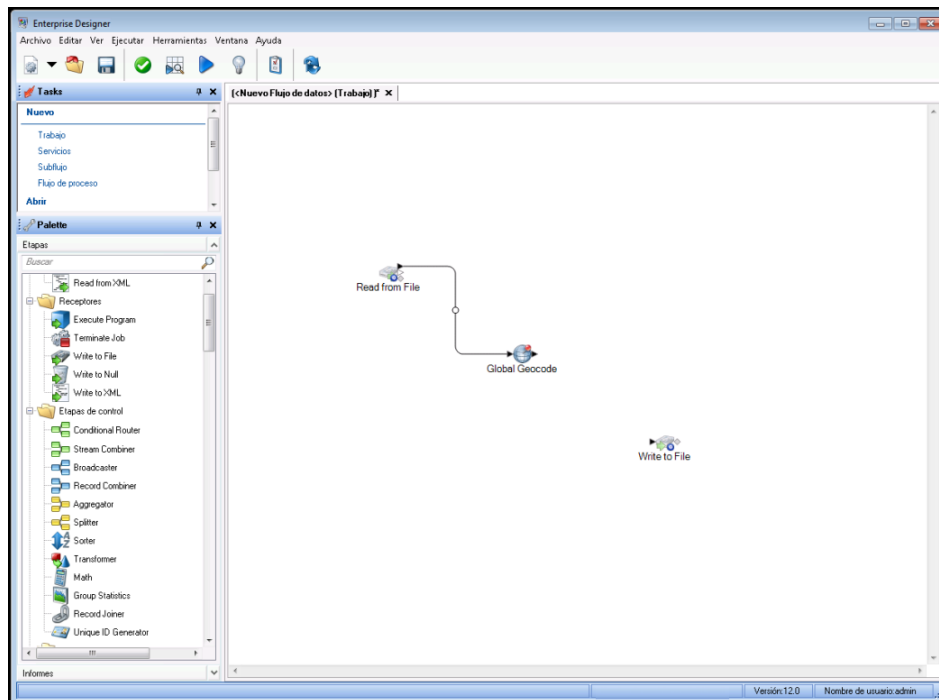 Enterprise Designer
Archivo Editar Ver Ejecutar Herramientas Ventana Ayuda
Tasks
Nuevo
Trabajo
Servicios
Subflujo
Flujo de proceso
Abrir
Palette
Etapas
Buscar
Read from XML
Receptores
Execute Program
Terminate Job
Write to File
Write to Null
Write to XML
Etapas de control
Conditional Router
Stream Combiner
Broadcaster
Record Combiner
Aggregator
Splitter
Sorter
Transformer
Math
Group Statistics
Record Joiner
Unique ID Generator
Informes
[<Nuevo Flujo de datos> (Trabajo)]*
Read from File
Global Geocode
Write to File
Versión:12.0 Nombre de usuario:admin